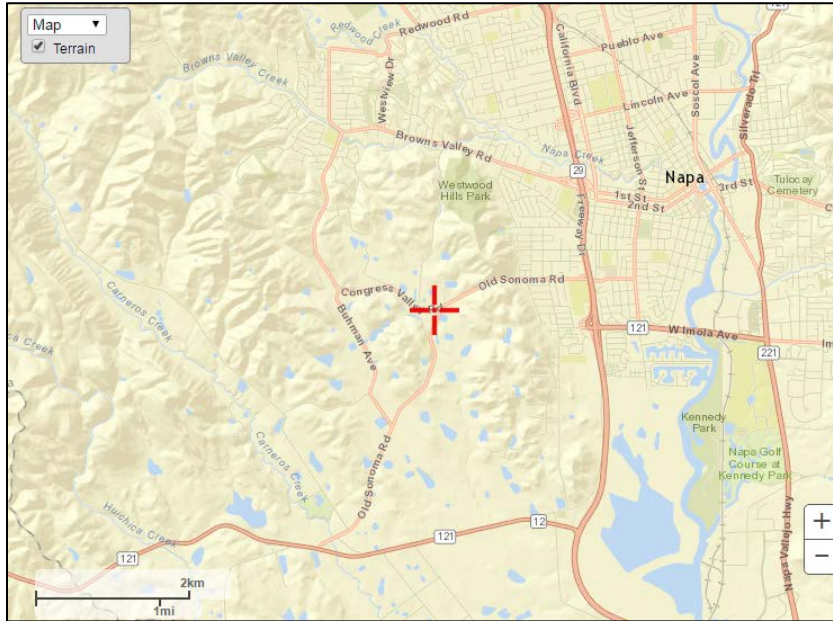 Map
Terrain
Redwood Creek
Redwood Rd
Browns Valley Creek
Westview Dr
California Blvd
Pueblo Ave
121
Lincoln Ave
Soscol Ave
Silverado Trl
Browns Valley Rd
Napa Creek
Jefferson St
29
Napa
3rd St
Tulocay
Cemetery
Westwood
Hills Park
1st St
2nd St
Freeway Dr
Carneros Creek
Congress Valley Rd
Old Sonoma Rd
Buhman Ave
121
W Imola Ave
Im
221
Kennedy
Park
Napa Golf
Course at
Kennedy Park
Carneros Creek
Old Sonoma Rd
Huichica Creek
Napa Vallejo Hwy
12
121
121
+
−
2km
1mi